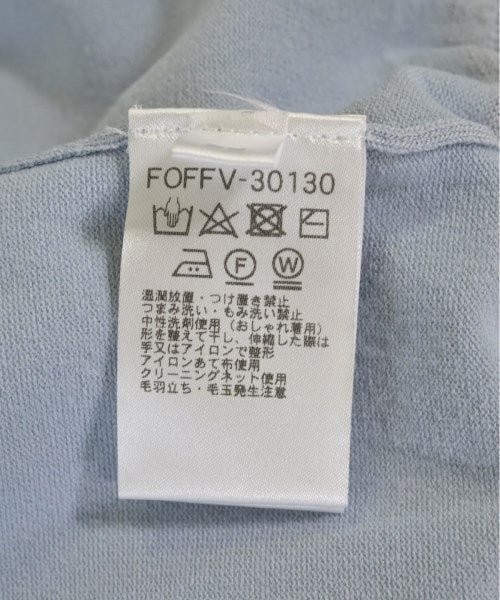 FOFFV-30130
F W
湿潤放置・つけ置き禁止
つまみ洗い・もみ洗い禁止
中性洗剤使用（おしゃれ着用）
形を整えて干し、伸縮した際は
手又はアイロンで整形
アイロンあて布使用
クリーニングネット使用
毛羽立ち・毛玉発生注意